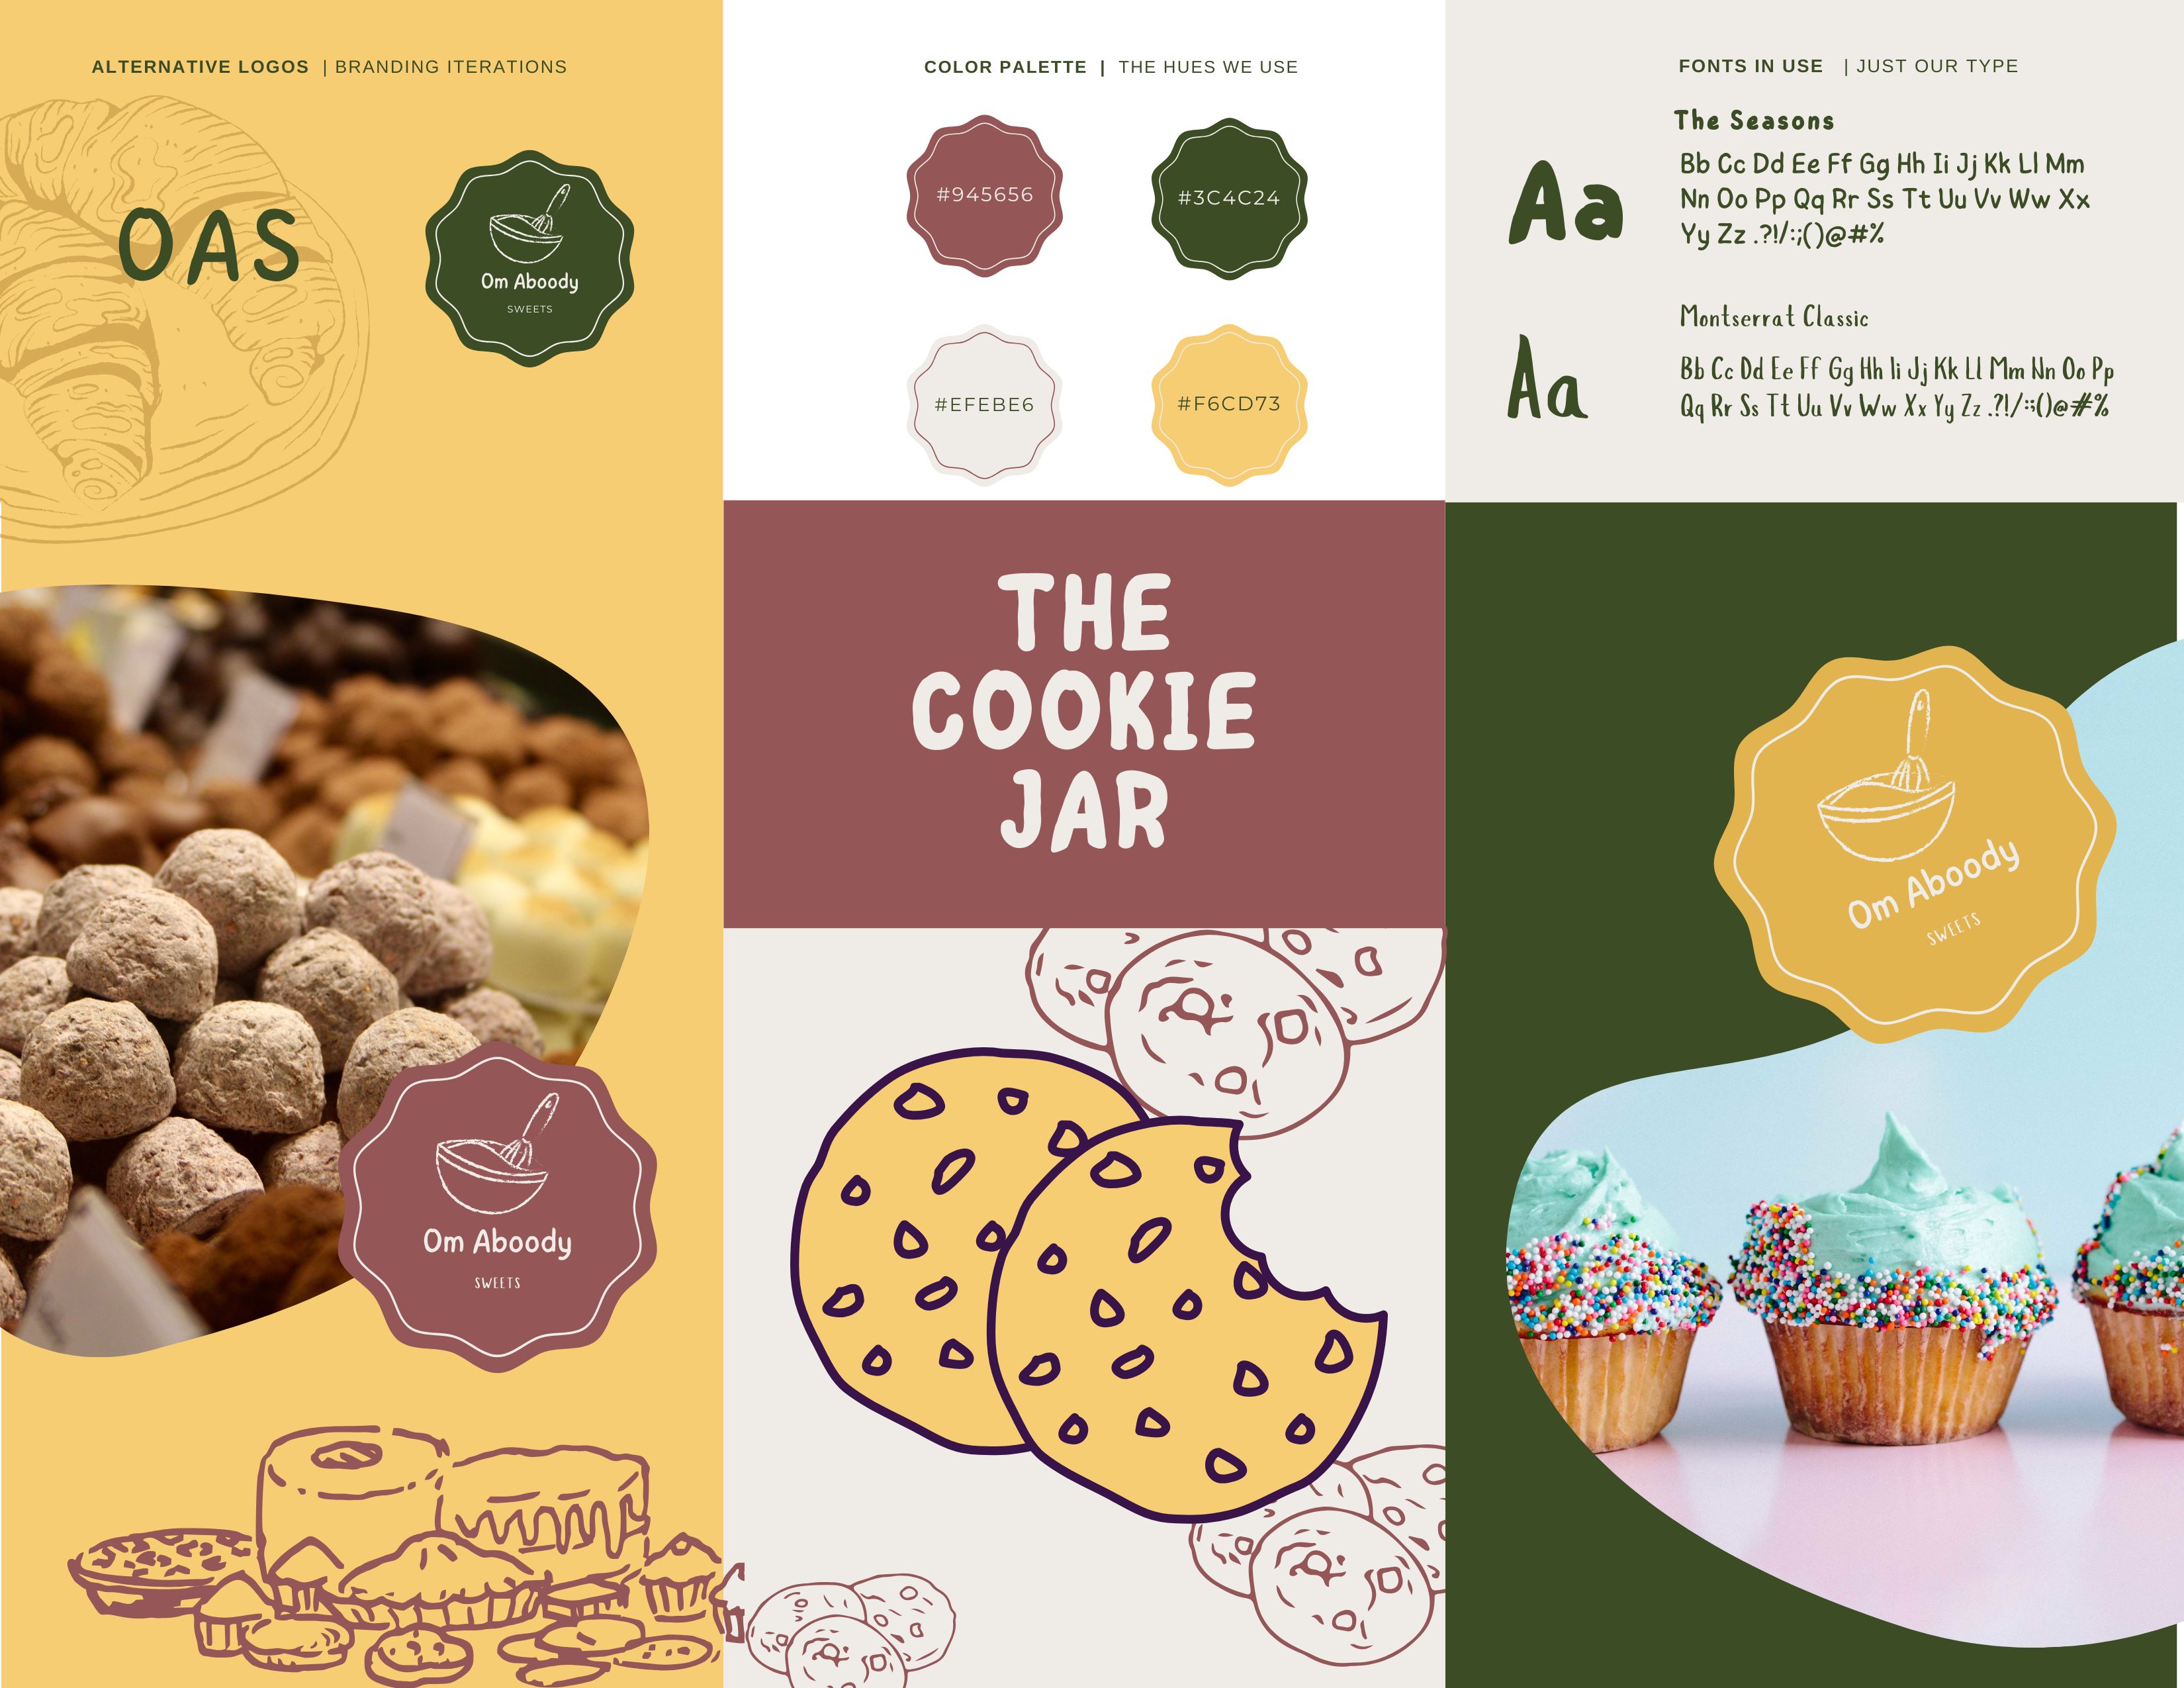 ALTERNATIVE LOGOS | BRANDING ITERATIONS
OAS
Om Aboody
SWEETS
Om Aboody
SWEETS
COLOR PALETTE | THE HUES WE USE
#945656
#3C4C24
#EFEBE6
#F6CD73
THE
COOKIE
JAR
FONTS IN USE | JUST OUR TYPE
The Seasons
Aa
Bb Cc Dd Ee Ff Gg Hh Ii Jj Kk Ll Mm
Nn Oo Pp Qq Rr Ss Tt Uu Vv Ww Xx
Yy Zz .?!/:;()@#%
Montserrat Classic
Aa
Bb Cc Dd Ee Ff Gg Hh Ii Jj Kk Ll Mm Nn Oo Pp
Qq Rr Ss Tt Uu Vv Ww Xx Yy Zz .?!/:;()@#%
Om Aboody
SWEETS